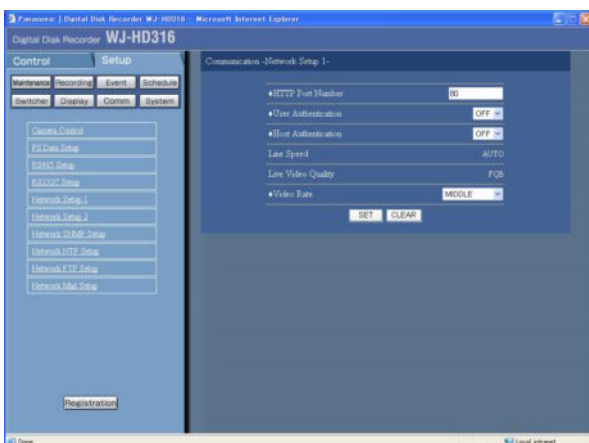 Panasonic | Digital Disk Recorder WJ-HD316 - Microsoft Internet Explorer
Digital Disk Recorder WJ-HD316
Control Setup
Maintenance Recording Event Schedule
Switcher Display Comm System
Camera Control
PS Data Setup
RS485 Setup
RS232C Setup
Network Setup 1
Network Setup 2
Network SNMP Setup
Network NTP Setup
Network FTP Setup
Network Mail Setup
Registration
Communication -Network Setup 1-
♦HTTP Port Number 80
♦User Authentication OFF
♦Host Authentication OFF
Line Speed AUTO
Live Video Quality FQB
♦Video Rate MIDDLE
SET CLEAR
Done
Local intranet